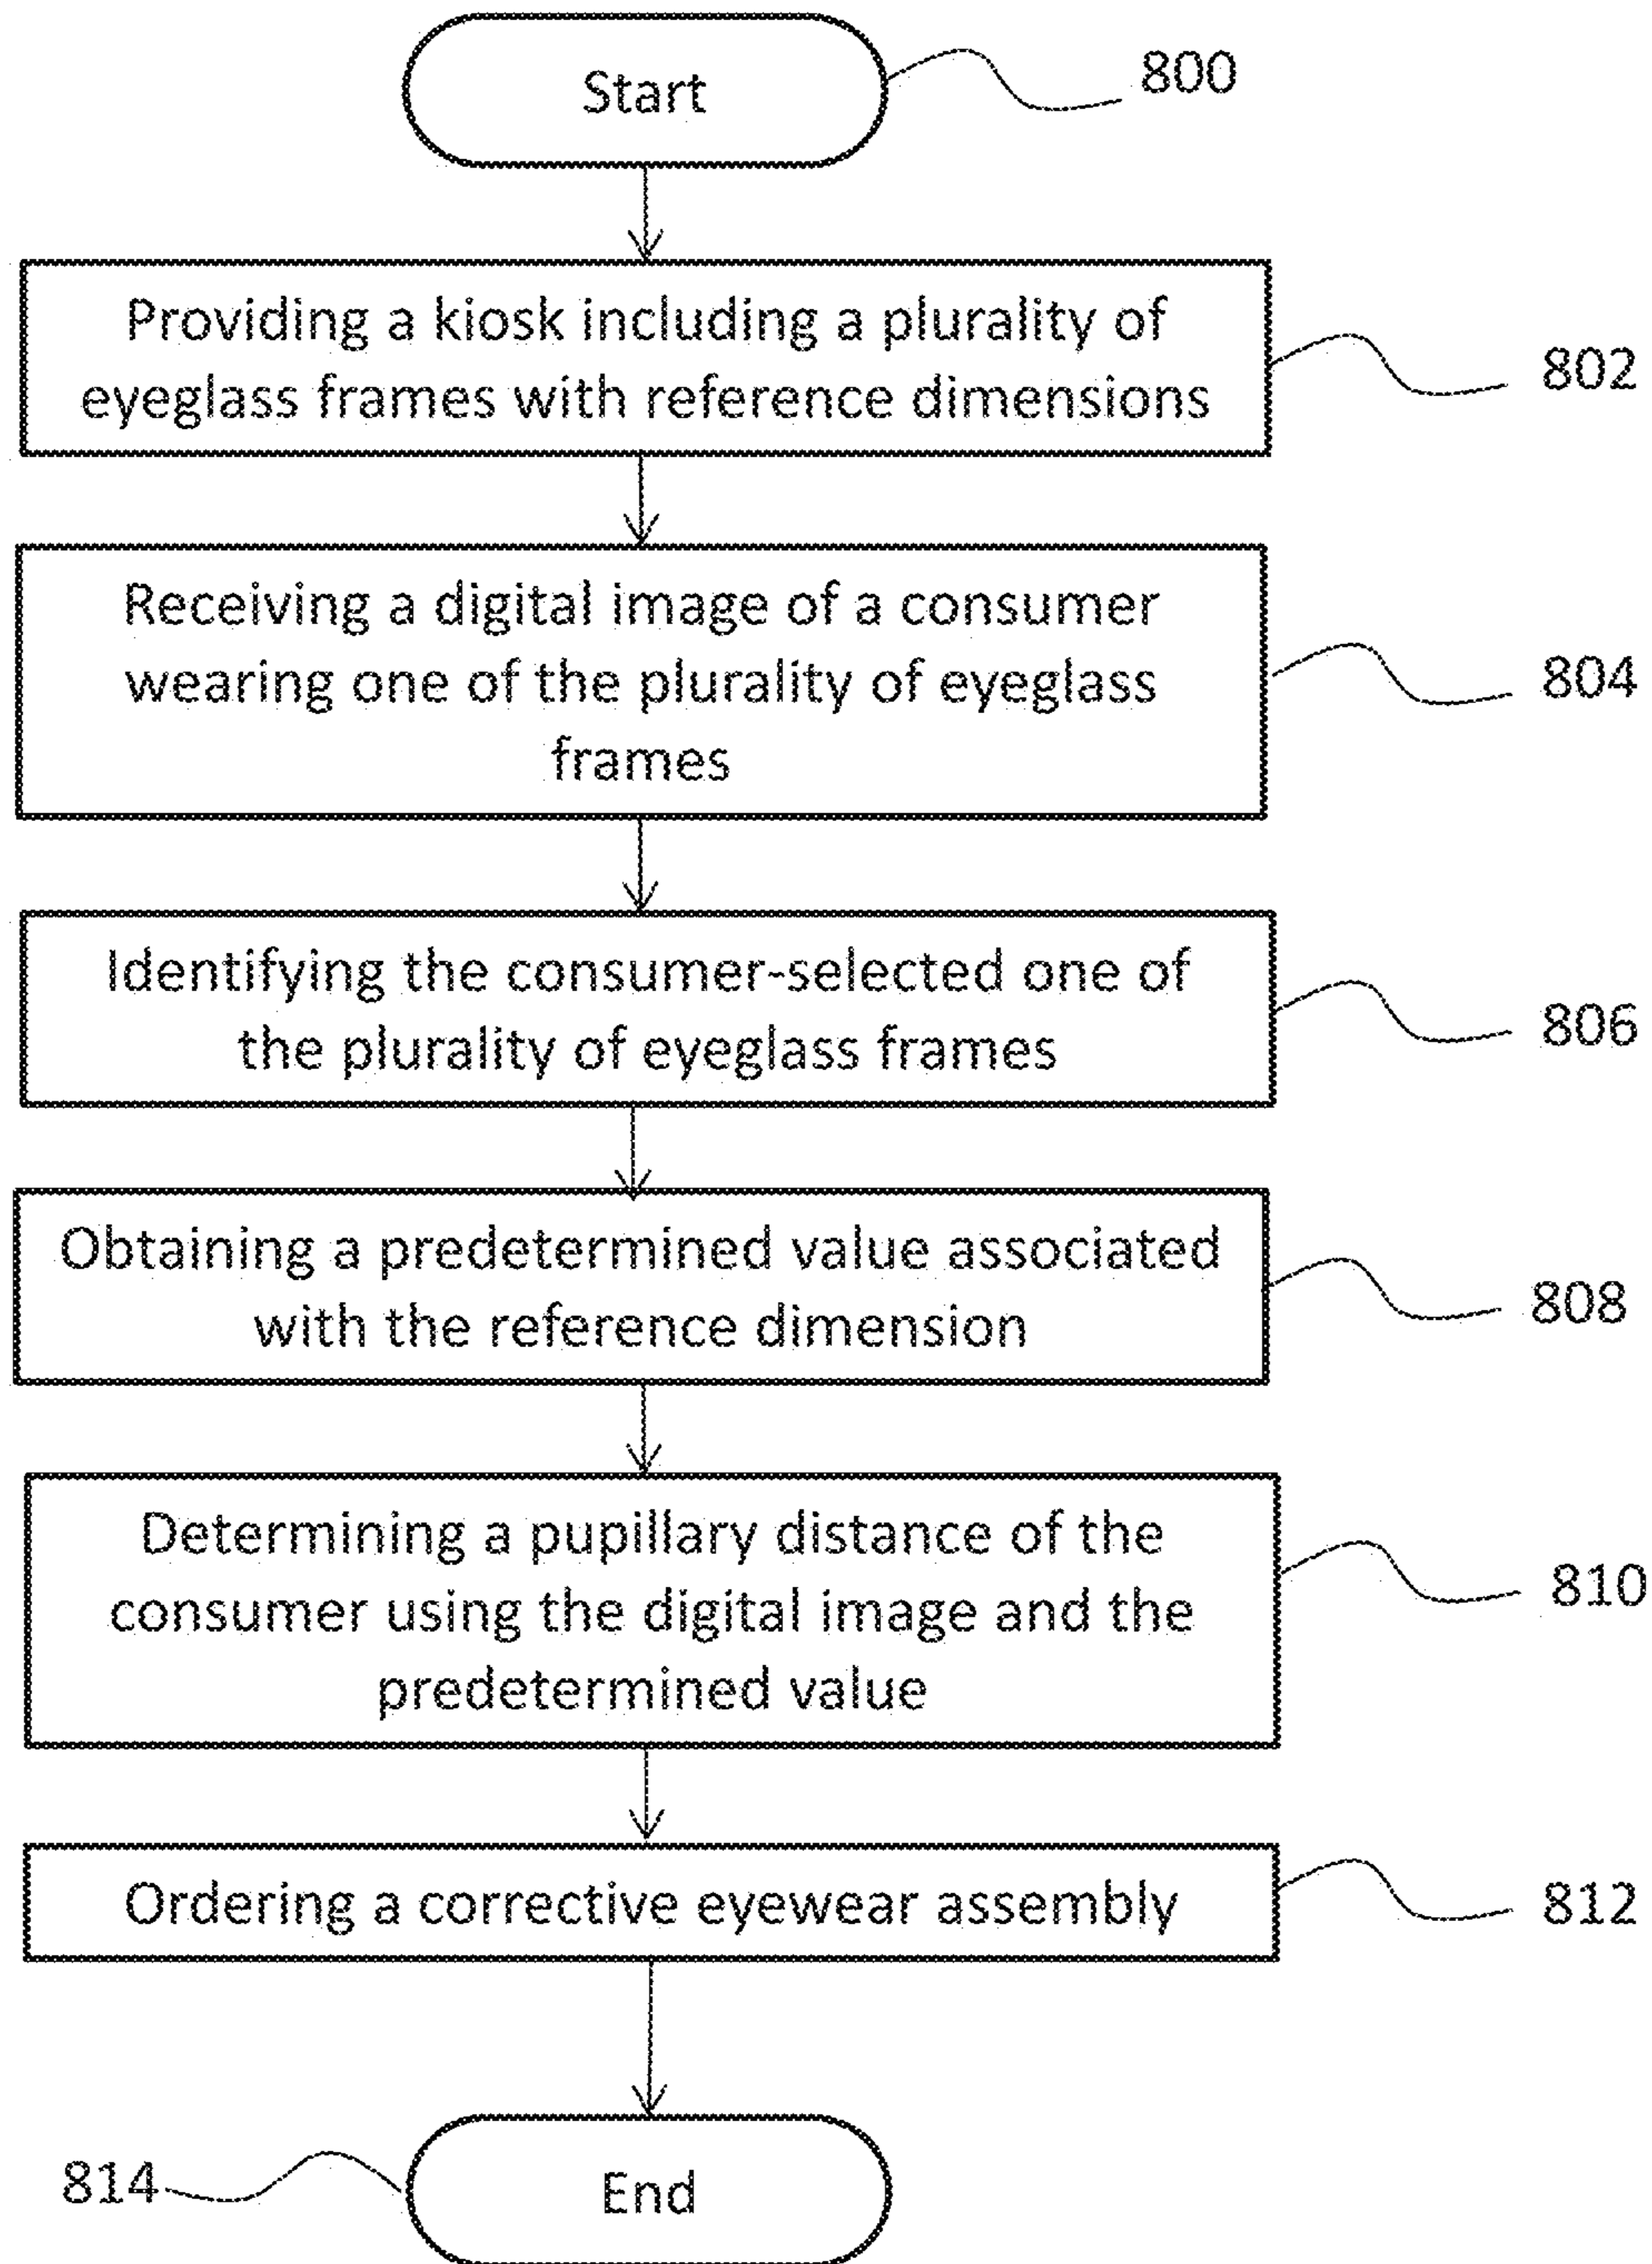 Start
800
Providing a kiosk including a plurality of
eyeglass frames with reference dimensions
802
Receiving a digital image of a consumer
wearing one of the plurality of eyeglass
frames
804
Identifying the consumer-selected one of
the plurality of eyeglass frames
806
Obtaining a predetermined value associated
with the reference dimension
808
Determining a pupillary distance of the
consumer using the digital image and the
predetermined value
810
Ordering a corrective eyewear assembly
812
814
End